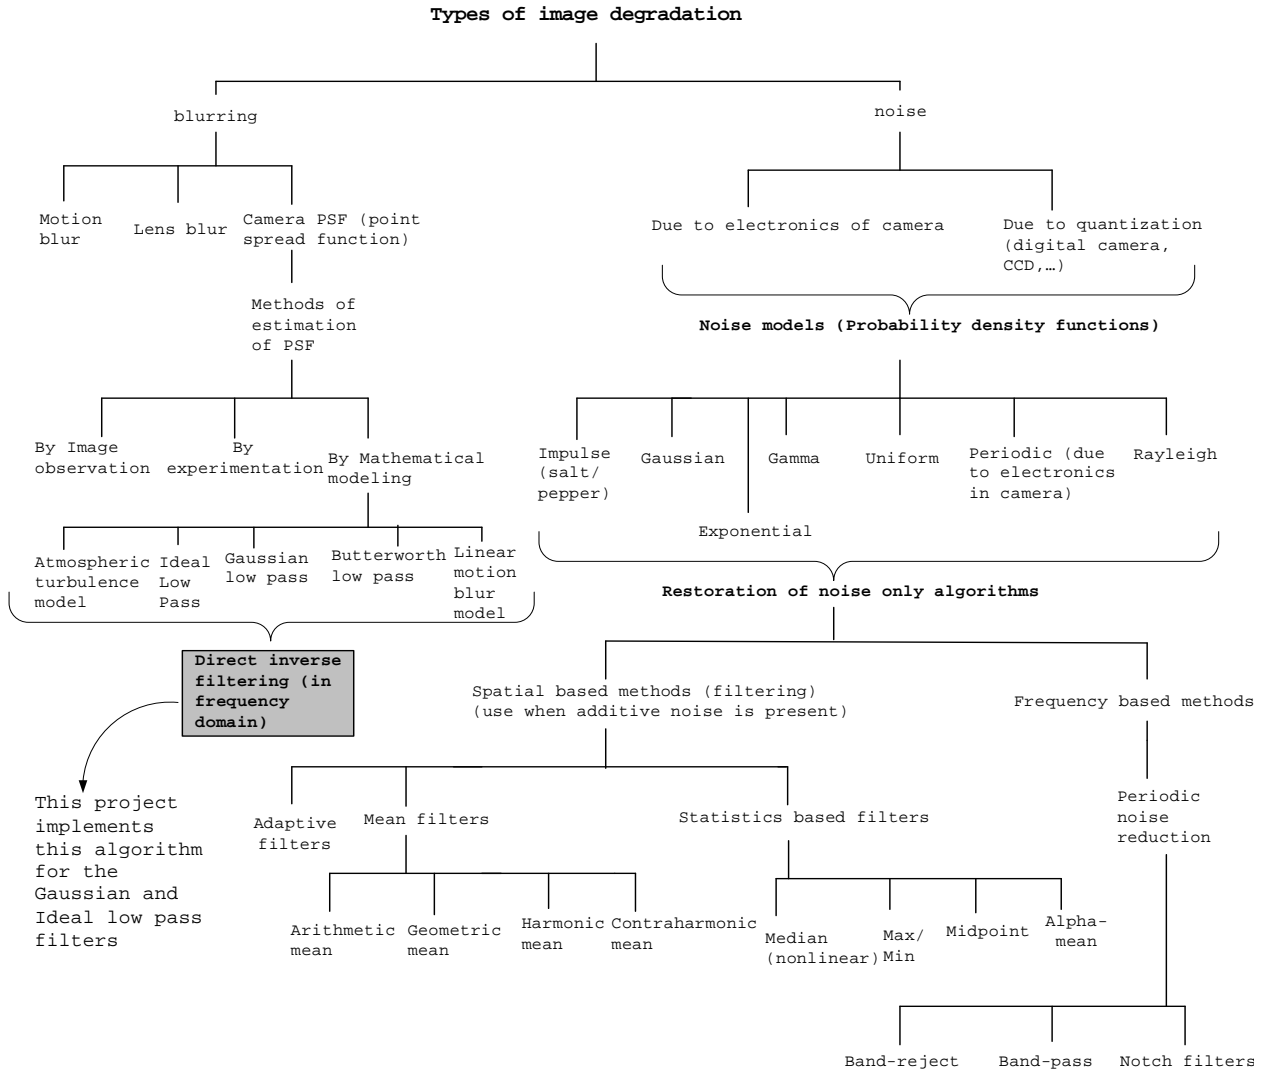 Types of image degradation
blurring
noise
Motion
blur
Lens blur
Camera PSF (point
spread function)
Due to electronics of camera
Due to quantization
(digital camera,
CCD,…)
Methods of
estimation
of PSF
Noise models (Probability density functions)
By Image
observation
By
experimentation
By Mathematical
modeling
Impulse
(salt/
pepper)
Gaussian
Exponential
Gamma
Uniform
Periodic (due
to electronics
in camera)
Rayleigh
Atmospheric
turbulence
model
Ideal
Low
Pass
Gaussian
low pass
Butterworth
low pass
Linear
motion
blur
model
Restoration of noise only algorithms
Direct inverse
filtering (in
frequency
domain)
Spatial based methods (filtering)
(use when additive noise is present)
Frequency based methods
This project
implements
this algorithm
for the
Gaussian and
Ideal low pass
filters
Adaptive
filters
Mean filters
Statistics based filters
Periodic
noise
reduction
Arithmetic
mean
Geometric
mean
Harmonic
mean
Contraharmonic
mean
Median
(nonlinear)
Max/
Min
Midpoint
Alpha-
mean
Band-reject
Band-pass
Notch filters